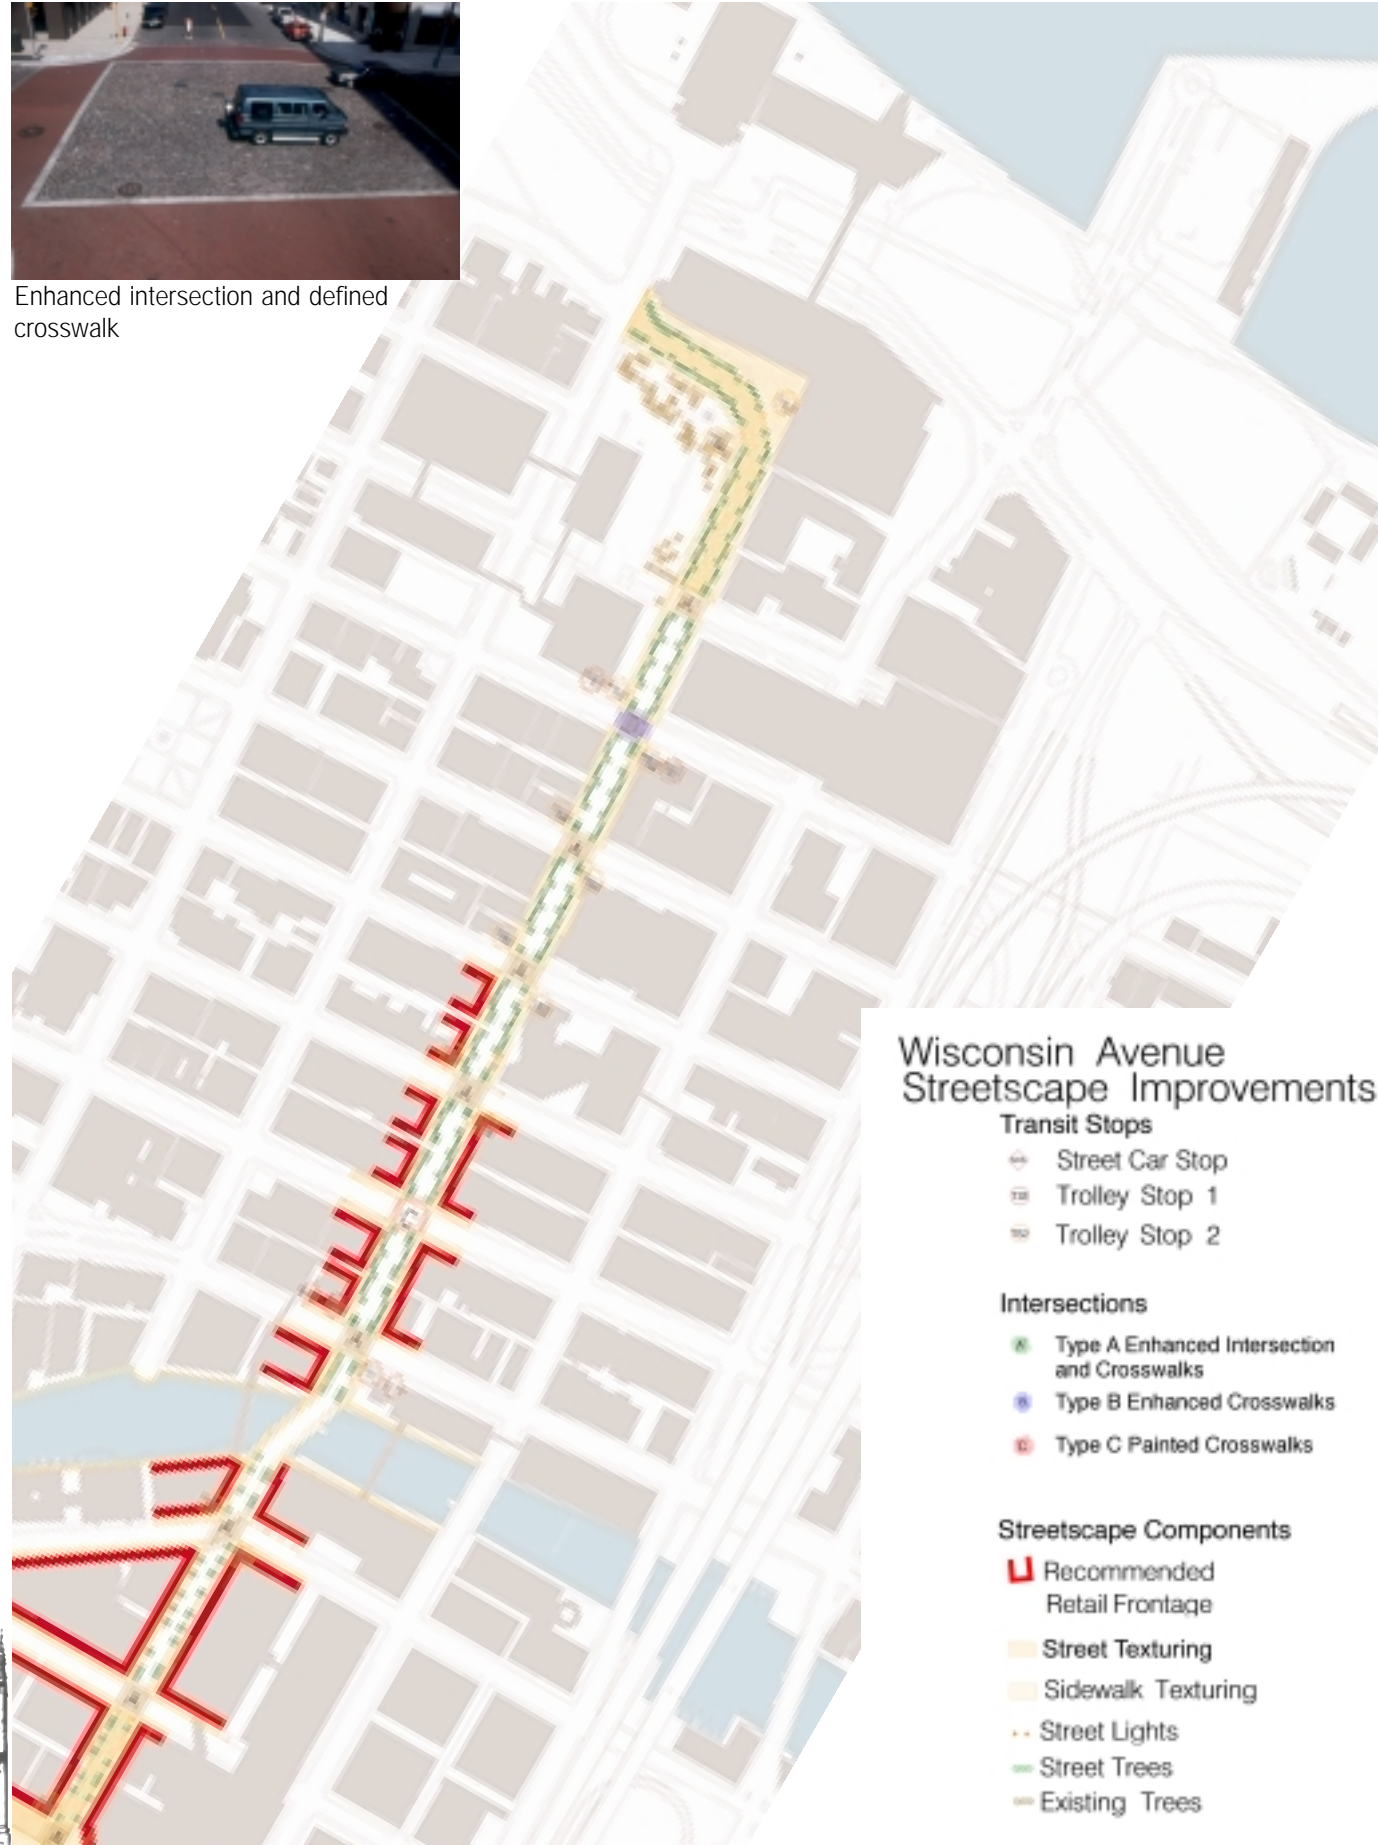 Enhanced intersection and defined
crosswalk
Wisconsin Avenue
Streetscape Improvements
Transit Stops
Street Car Stop
Trolley Stop 1
Trolley Stop 2
Intersections
A Type A Enhanced Intersection
and Crosswalks
B Type B Enhanced Crosswalks
C Type C Painted Crosswalks
Streetscape Components
Recommended
Retail Frontage
Street Texturing
Sidewalk Texturing
Street Lights
Street Trees
Existing Trees